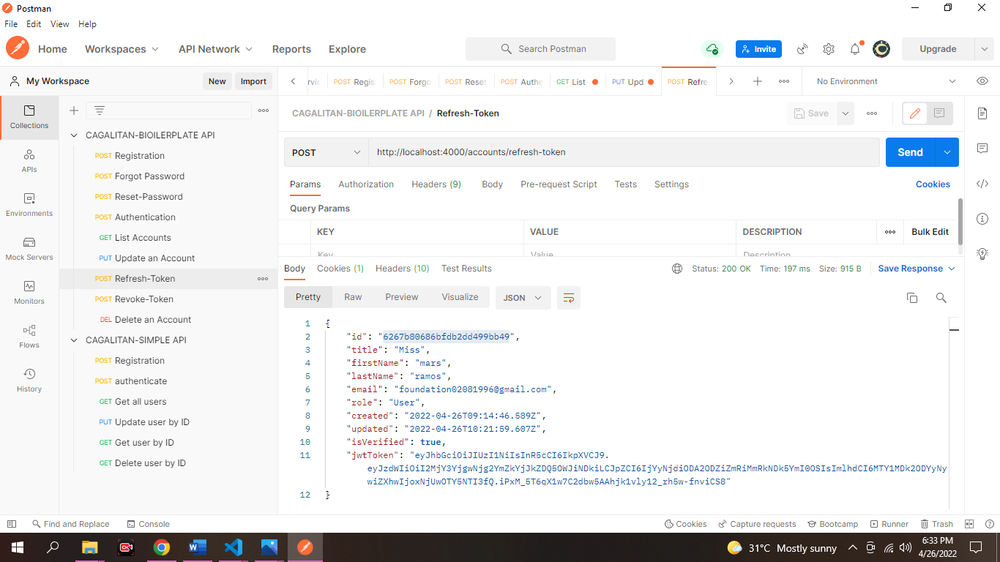 Postman
File Edit View Help
Home Workspaces API Network Reports Explore Search Postman Invite Upgrade
My Workspace New Import
POST Regis POST Forgo POST Reset POST Authe GET List PUT Upd POST Refre No Environment
CAGALITAN-BIOILERPLATE API / Refresh-Token Save
POST http://localhost:4000/accounts/refresh-token Send
Params Authorization Headers (9) Body Pre-request Script Tests Settings Cookies
Query Params
KEY VALUE DESCRIPTION Bulk Edit
Key Value Description
Collections
APIs
Environments
Mock Servers
Monitors
Flows
History
CAGALITAN-BIOILERPLATE API
POST Registration
POST Forgot Password
POST Reset-Password
POST Authentication
GET List Accounts
PUT Update an Account
POST Refresh-Token
POST Revoke-Token
DEL Delete an Account
CAGALITAN-SIMPLE API
POST Registration
POST authenticate
GET Get all users
PUT Update user by ID
GET Get user by ID
GET Delete user by ID
Body Cookies (1) Headers (10) Test Results Status: 200 OK Time: 197 ms Size: 915 B Save Response
Pretty Raw Preview Visualize JSON
1 {
2 "id": "6267b80686bfdb2dd499bb49",
3 "title": "Miss",
4 "firstName": "mars",
5 "lastName": "ramos",
6 "email": "foundation02081996@gmail.com",
7 "role": "User",
8 "created": "2022-04-26T09:14:46.589Z",
9 "updated": "2022-04-26T10:21:59.607Z",
10 "isVerified": true,
11 "jwtToken": "eyJhbGciOiJIUzI1NiIsInR5cCI6IkpXVCJ9.
eyJzdWIiOiI2MjY3YjgwNjg2YmZkYjJkZDQ5OWJiNDkiLCJpZCI6IjYyNjdiODA2ODZiZmRiMmRkNDk5YmI0OSIsImlhdCI6MTY1MDk2ODYyNy
wiZXhwIjoxNjUwOTY5NTI3fQ.iPxM_5T6qX1w7C2dbw5AAhjk1vly12_rh5w-fnviCS8"
12 }
Find and Replace Console Cookies Capture requests Bootcamp Runner Trash
31°C Mostly sunny 6:33 PM
4/26/2022